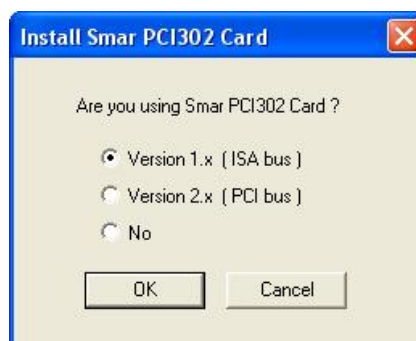 Install Smar PCI302 Card
Are you using Smar PCI302 Card ?
Version 1.x ( ISA bus )
Version 2.x ( PCI bus )
No
OK Cancel